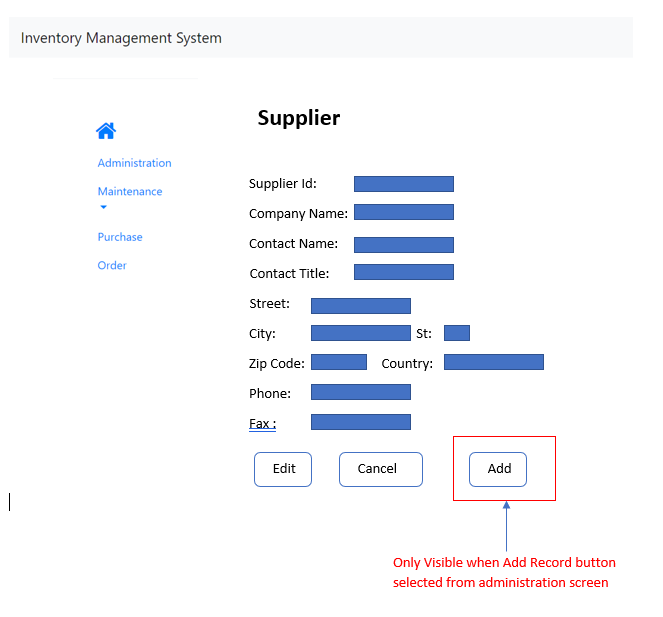 Inventory Management System
Supplier
Administration
Maintenance
Purchase
Order
Supplier Id:
Company Name:
Contact Name:
Contact Title:
Street:
City: St:
Zip Code: Country:
Phone:
Fax :
Edit Cancel Add
Only Visible when Add Record button
selected from administration screen